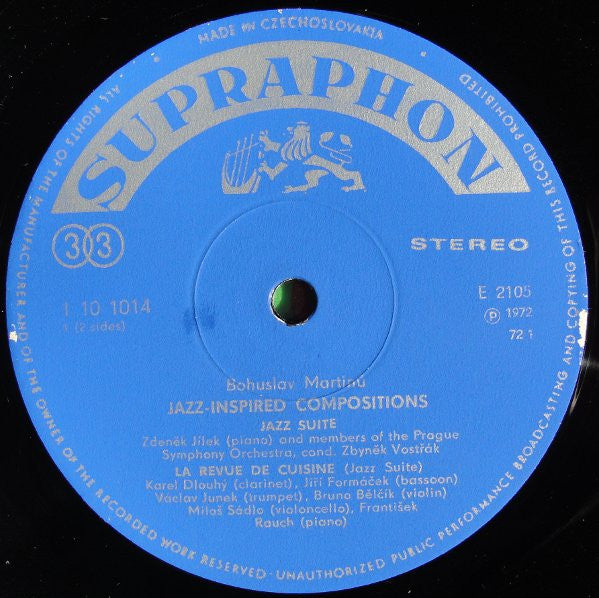 MADE IN CZECHOSLOVAKIA
ALL RIGHTS OF THE MANUFACTURER AND OF THE OWNER OF THE RECORDED WORK RESERVED · UNAUTHORIZED PUBLIC PERFORMANCE BROADCASTING AND COPYING OF THIS RECORD PROHIBITED
SUPRAPHON
33
STEREO
1 10 1014
1 (2 sides)
E 2105
Ⓟ 1972
72 1
Bohuslav Martinů
JAZZ-INSPIRED COMPOSITIONS
JAZZ SUITE
Zdeněk Jílek (piano) and members of the Prague
Symphony Orchestra, cond. Zbyněk Vostřák
LA REVUE DE CUISINE (Jazz Suite)
Karel Dlouhý (clarinet), Jiří Formáček (bassoon)
Václav Junek (trumpet), Bruno Bělčík (violin)
Miloš Sádlo (violoncello), František
Rauch (piano)